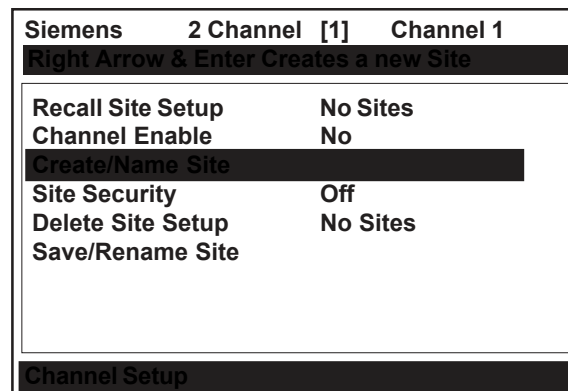 Siemens 2 Channel [1] Channel 1
Right Arrow & Enter Creates a new Site
Recall Site Setup No Sites
Channel Enable No
Create/Name Site
Site Security Off
Delete Site Setup No Sites
Save/Rename Site
Channel Setup